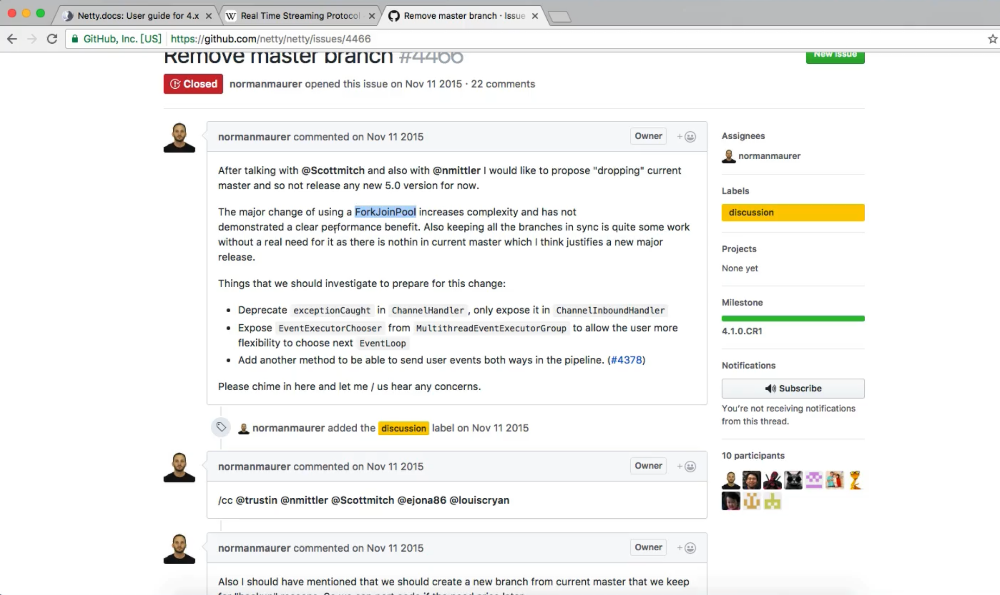 Netty.docs: User guide for 4.x
Real Time Streaming Protocol
Remove master branch · Issue
GitHub, Inc. [US] https://github.com/netty/netty/issues/4466
Remove master branch #4466
New issue
Closed normanmaurer opened this issue on Nov 11 2015 · 22 comments
normanmaurer commented on Nov 11 2015
Owner
After talking with @Scottmitch and also with @nmittler I would like to propose "dropping" current
master and so not release any new 5.0 version for now.
The major change of using a ForkJoinPool increases complexity and has not
demonstrated a clear performance benefit. Also keeping all the branches in sync is quite some work
without a real need for it as there is nothin in current master which I think justifies a new major
release.
Things that we should investigate to prepare for this change:
• Deprecate exceptionCaught in ChannelHandler , only expose it in ChannelInboundHandler
• Expose EventExecutorChooser from MultithreadEventExecutorGroup to allow the user more
flexibility to choose next EventLoop
• Add another method to be able to send user events both ways in the pipeline. (#4378)
Please chime in here and let me / us hear any concerns.
normanmaurer added the discussion label on Nov 11 2015
normanmaurer commented on Nov 11 2015
Owner
/cc @trustin @nmittler @Scottmitch @ejona86 @louiscryan
normanmaurer commented on Nov 11 2015
Owner
Also I should have mentioned that we should create a new branch from current master that we keep
Assignees
normanmaurer
Labels
discussion
Projects
None yet
Milestone
4.1.0.CR1
Notifications
Subscribe
You're not receiving notifications
from this thread.
10 participants